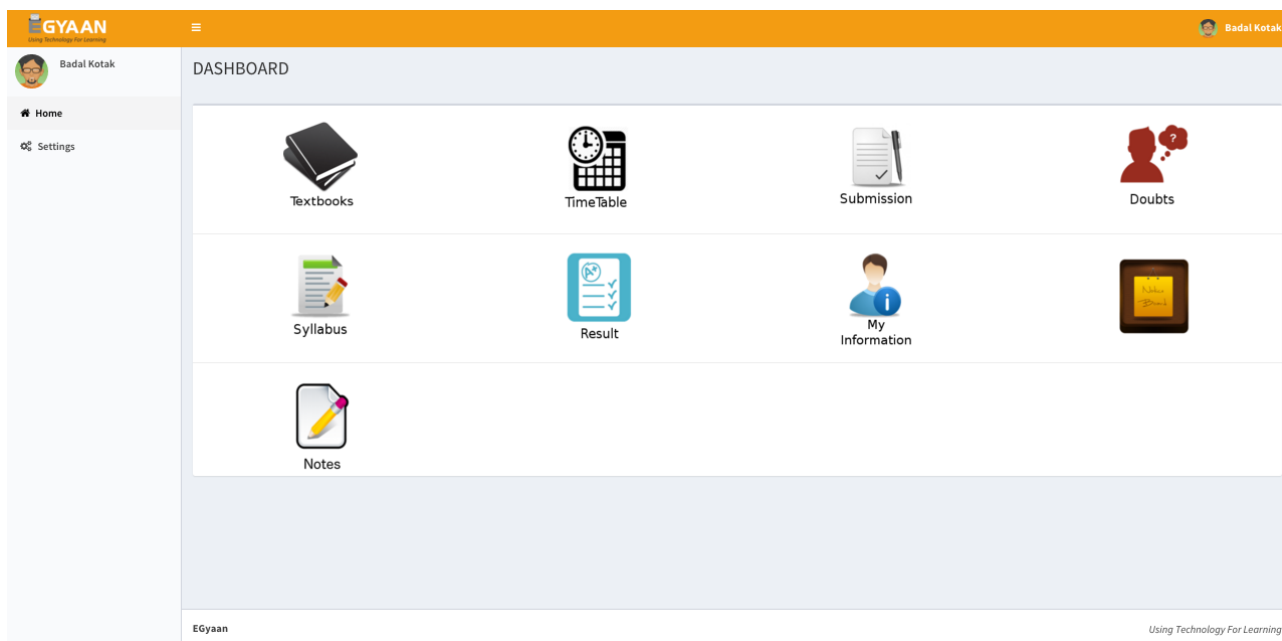 EGYAAN
Using Technology For Learning
Badal Kotak
Badal Kotak
DASHBOARD
Home
Settings
Textbooks
TimeTable
Submission
?
Doubts
Syllabus
A+
Result
i
My
Information
Notes
EGyaan
Using Technology For Learning